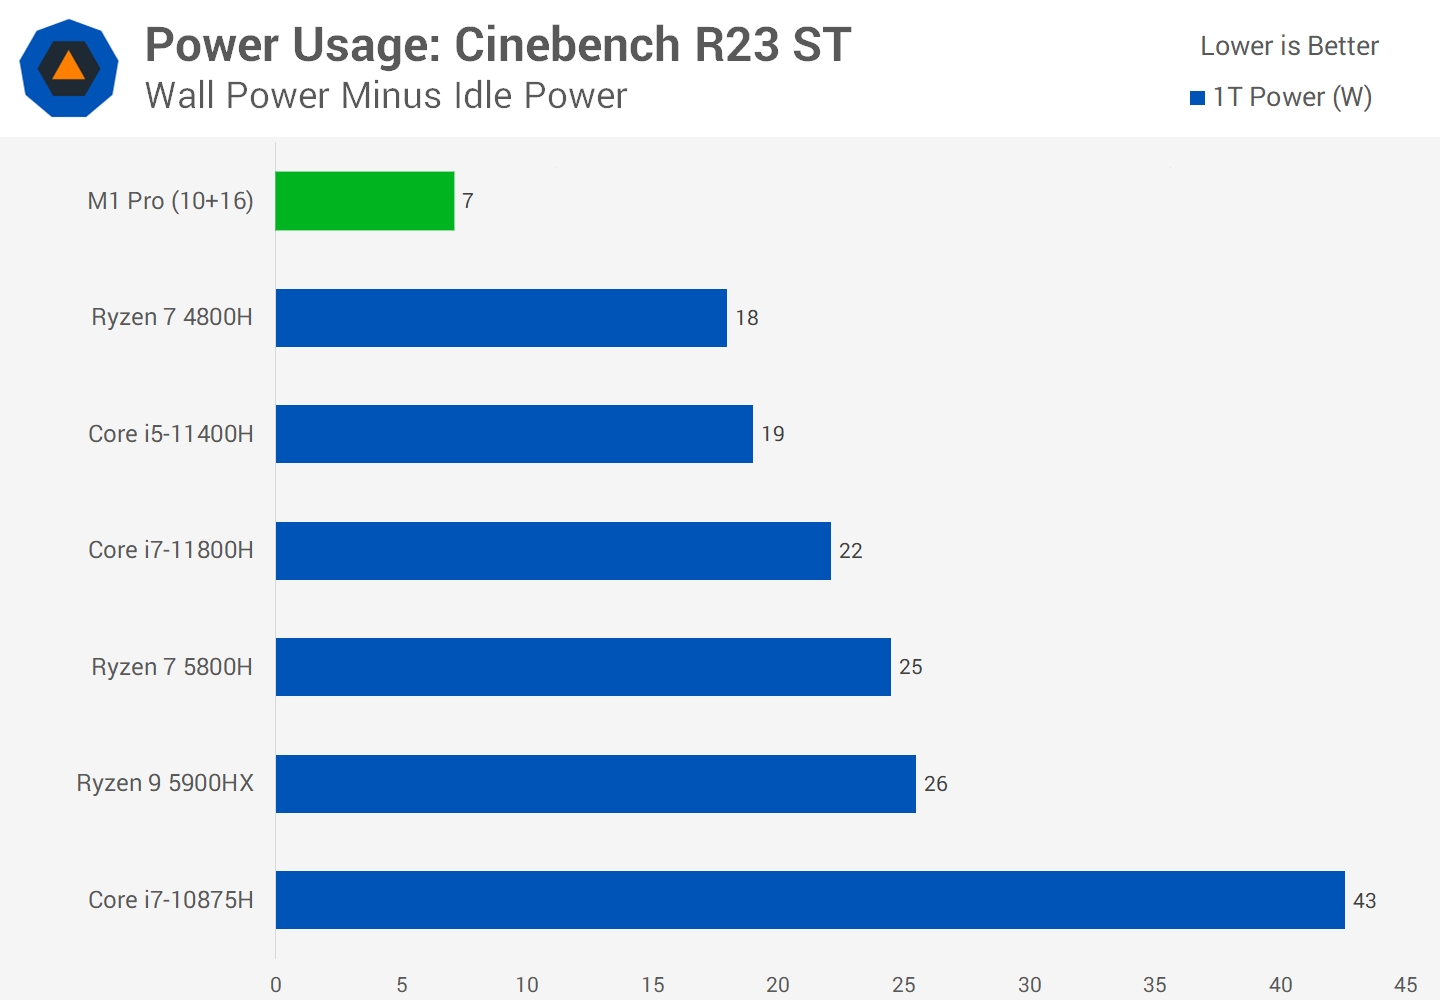 Power Usage: Cinebench R23 ST
Wall Power Minus Idle Power
Lower is Better
1T Power (W)
M1 Pro (10+16) 7
Ryzen 7 4800H 18
Core i5-11400H 19
Core i7-11800H 22
Ryzen 7 5800H 25
Ryzen 9 5900HX 26
Core i7-10875H 43
0 5 10 15 20 25 30 35 40 45